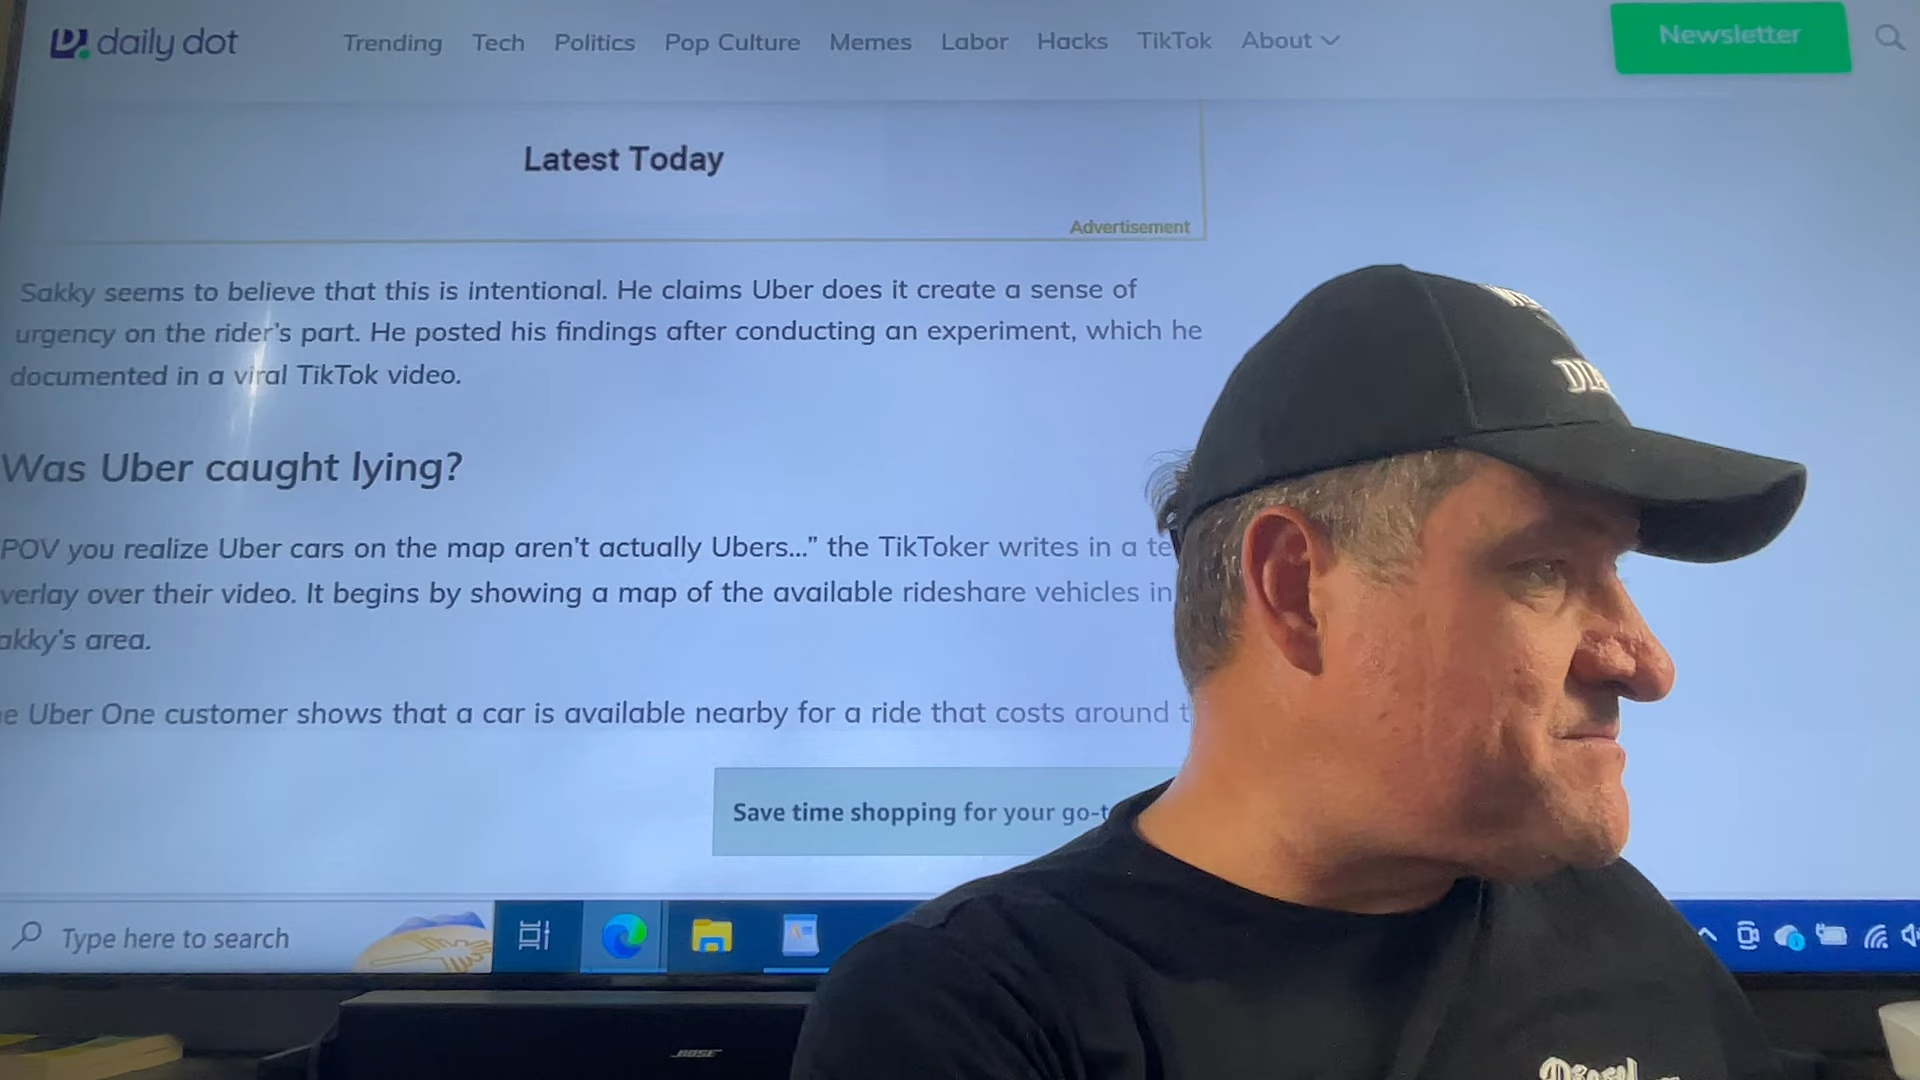 daily dot
Trending Tech Politics Pop Culture Memes Labor Hacks TikTok About
Newsletter
Latest Today
Advertisement
Sakky seems to believe that this is intentional. He claims Uber does it create a sense of
urgency on the rider's part. He posted his findings after conducting an experiment, which he
documented in a viral TikTok video.
Was Uber caught lying?
POV you realize Uber cars on the map aren't actually Ubers..." the TikToker writes in a te
verlay over their video. It begins by showing a map of the available rideshare vehicles in
akky's area.
e Uber One customer shows that a car is available nearby for a ride that costs around t
Save time shopping for your go-t
Type here to search
BOSE